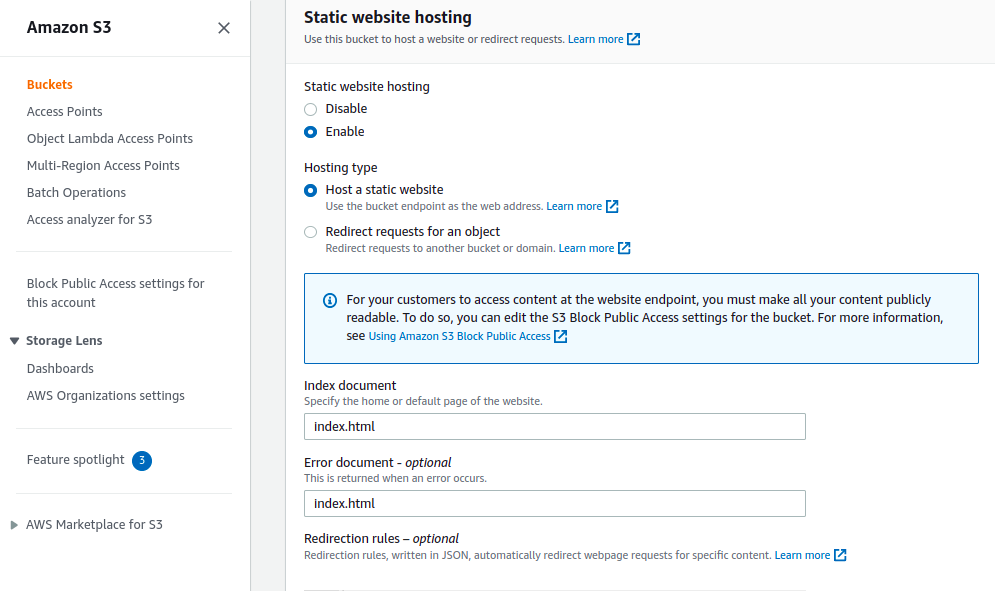 Amazon S3
Buckets
Access Points
Object Lambda Access Points
Multi-Region Access Points
Batch Operations
Access analyzer for S3
Block Public Access settings for
this account
Storage Lens
Dashboards
AWS Organizations settings
Feature spotlight 3
AWS Marketplace for S3
Static website hosting
Use this bucket to host a website or redirect requests. Learn more
Static website hosting
Disable
Enable
Hosting type
Host a static website
Use the bucket endpoint as the web address. Learn more
Redirect requests for an object
Redirect requests to another bucket or domain. Learn more
For your customers to access content at the website endpoint, you must make all your content publicly
readable. To do so, you can edit the S3 Block Public Access settings for the bucket. For more information,
see Using Amazon S3 Block Public Access
Index document
Specify the home or default page of the website.
index.html
Error document - optional
This is returned when an error occurs.
index.html
Redirection rules – optional
Redirection rules, written in JSON, automatically redirect webpage requests for specific content. Learn more